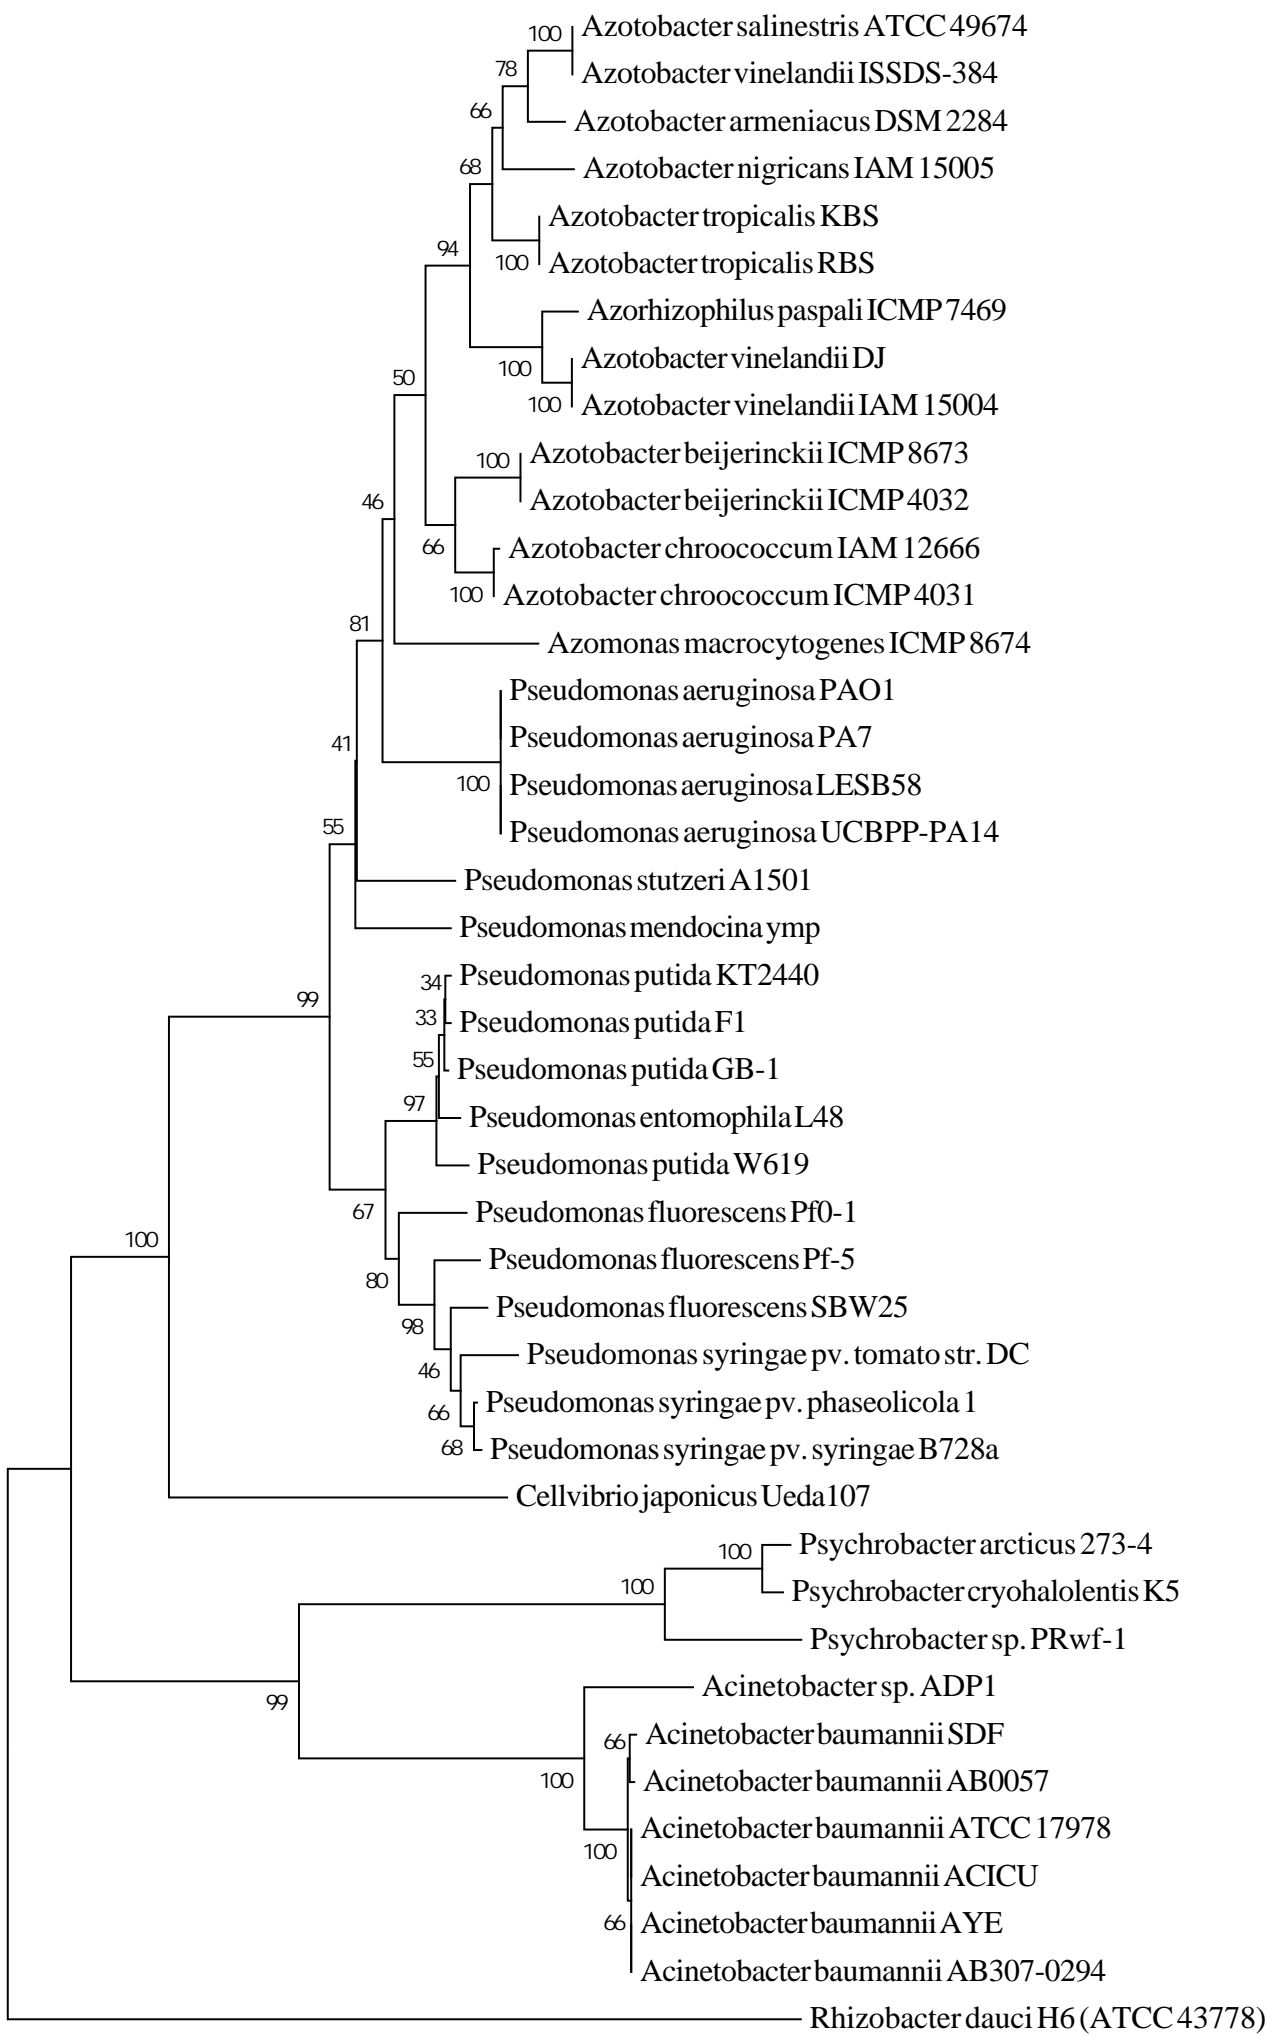 100
Azotobacter salinestris ATCC 49674
78
Azotobacter vinelandii ISSDS-384
66
Azotobacter armeniacus DSM 2284
68
Azotobacter nigricans IAM 15005
Azotobacter tropicalis KBS
94
100
Azotobacter tropicalis RBS
Azorhizophilus paspali ICMP 7469
100
Azotobacter vinelandii DJ
50
100
Azotobacter vinelandii IAM 15004
100
Azotobacter beijerinckii ICMP 8673
46
Azotobacter beijerinckii ICMP 4032
66
Azotobacter chroococcum IAM 12666
100
Azotobacter chroococcum ICMP 4031
81
Azomonas macrocytogenes ICMP 8674
Pseudomonas aeruginosa PAO1
41
Pseudomonas aeruginosa PA7
100
Pseudomonas aeruginosa LESB58
55
Pseudomonas aeruginosa UCBPP-PA14
Pseudomonas stutzeri A1501
Pseudomonas mendocina ymp
99
34
Pseudomonas putida KT2440
33
Pseudomonas putida F1
55
Pseudomonas putida GB-1
97
Pseudomonas entomophila L48
Pseudomonas putida W619
67
Pseudomonas fluorescens Pf0-1
100
80
Pseudomonas fluorescens Pf-5
98
Pseudomonas fluorescens SBW25
46
Pseudomonas syringae pv. tomato str. DC
66
Pseudomonas syringae pv. phaseolicola 1
68
Pseudomonas syringae pv. syringae B728a
Cellvibrio japonicus Ueda107
100
Psychrobacter arcticus 273-4
100
Psychrobacter cryohalolentis K5
Psychrobacter sp. PRwf-1
99
Acinetobacter sp. ADP1
66
Acinetobacter baumannii SDF
100
Acinetobacter baumannii AB0057
Acinetobacter baumannii ATCC 17978
100
Acinetobacter baumannii ACICU
66
Acinetobacter baumannii AYE
Acinetobacter baumannii AB307-0294
Rhizobacter dauci H6 (ATCC 43778)